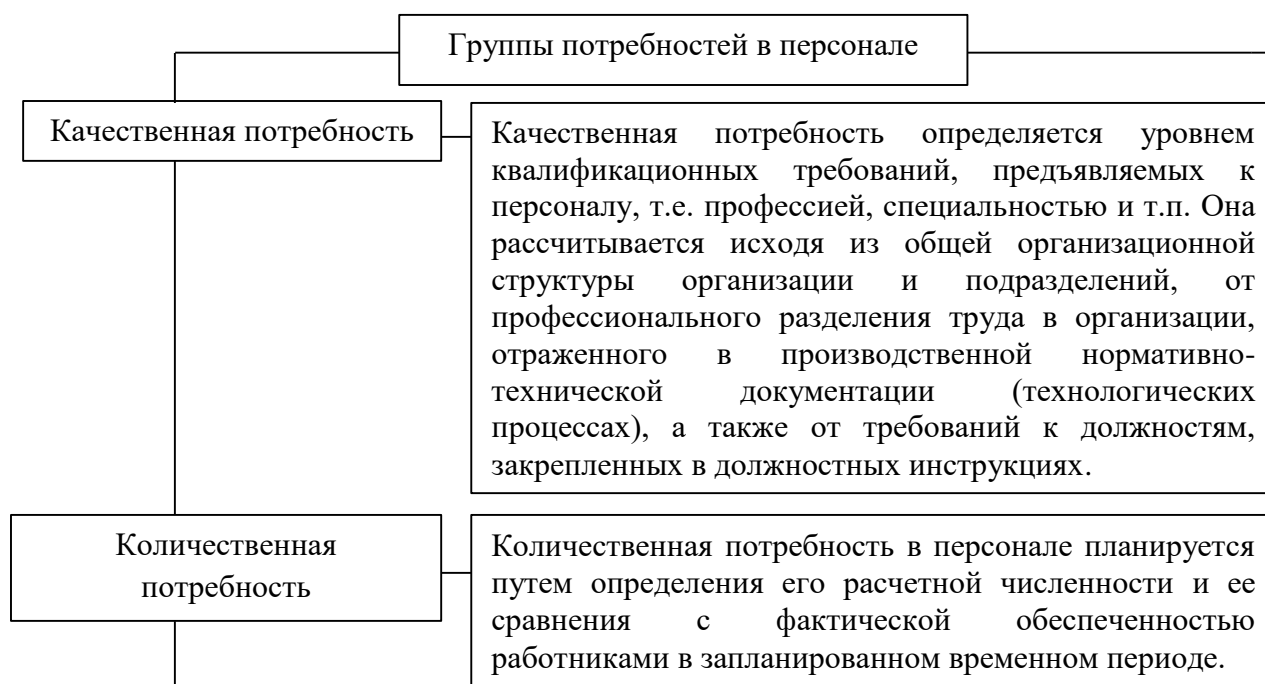 Группы потребностей в персонале
Качественная потребность
Качественная потребность определяется уровнем
квалификационных требований, предъявляемых к
персоналу, т.е. профессией, специальностью и т.п. Она
рассчитывается исходя из общей организационной
структуры организации и подразделений, от
профессионального разделения труда в организации,
отраженного в производственной нормативно-
технической документации (технологических
процессах), а также от требований к должностям,
закрепленных в должностных инструкциях.
Количественная
потребность
Количественная потребность в персонале планируется
путем определения его расчетной численности и ее
сравнения с фактической обеспеченностью
работниками в запланированном временном периоде.